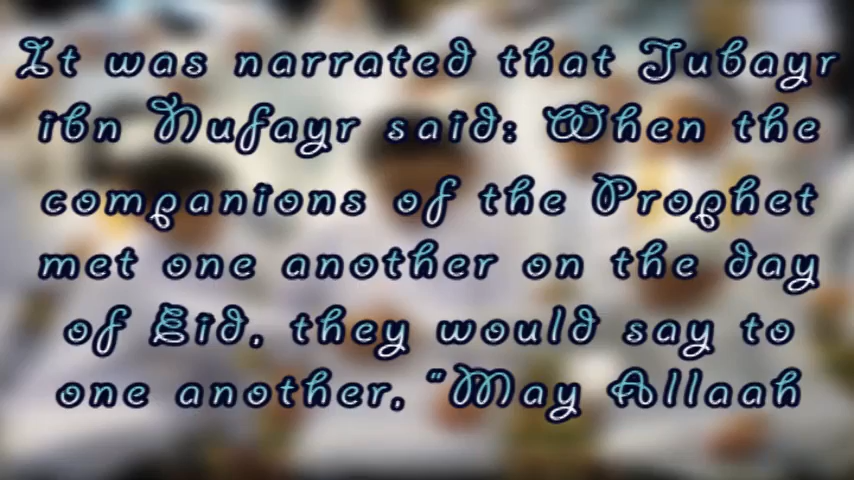 It was narrated that Jubayr
ibn Nufayr said: When the
companions of the Prophet
met one another on the day
of Eid, they would say to
one another, "May Allaah